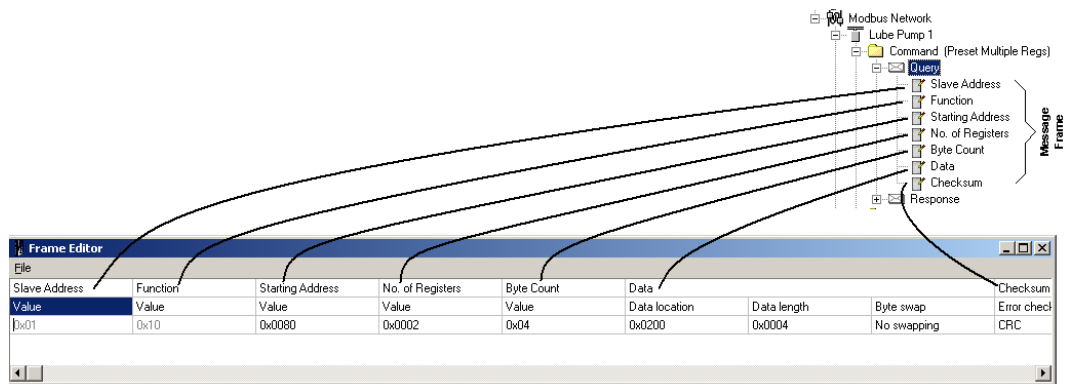 Modbus Network
Lube Pump 1
Command (Preset Multiple Regs)
Query
Slave Address
Function
Starting Address
No. of Registers
Byte Count
Data
Checksum
Response
Message
Frame
Frame Editor
File
Slave Address Function Starting Address No. of Registers Byte Count Data Checksum
Value Value Value Value Value Data location Data length Byte swap Error check
0x01 0x10 0x0080 0x0002 0x04 0x0200 0x0004 No swapping CRC